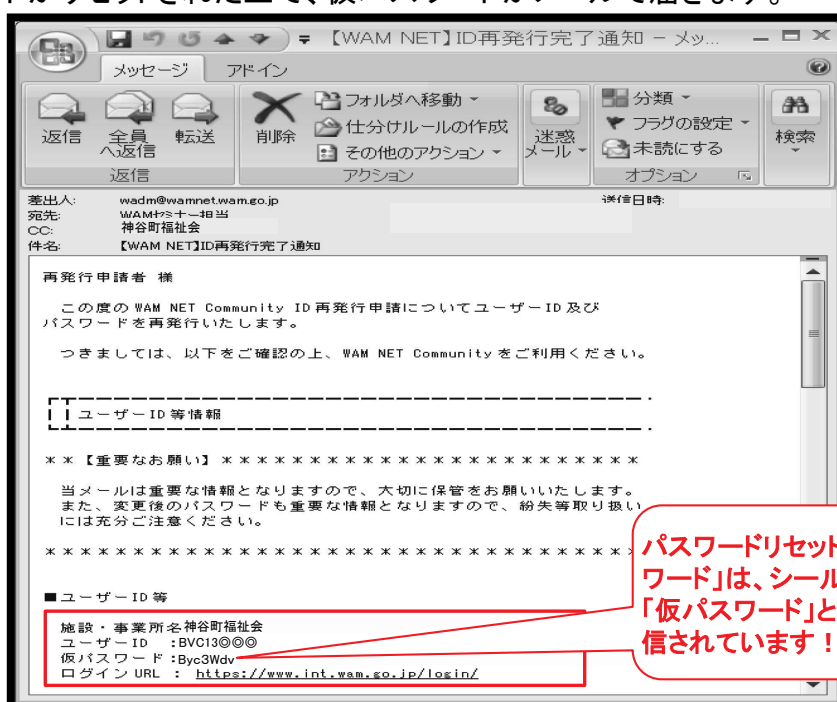 ドがリセットされた上で、仮パスワードがメールで届きます。
【WAM NET】ID再発行完了通知 - メッ...
メッセージ アドイン
返信
全員へ返信
転送
削除
フォルダへ移動
仕分けルールの作成
その他のアクション
迷惑メール
分類
フラグの設定
未読にする
検索
返信 アクション オプション
差出人: wadm@wamnet.wam.go.jp 送信日時:
宛先: WAMセミナー担当
CC: 神谷町福祉会
件名: 【WAM NET】ID再発行完了通知
再発行申請者 様
この度の WAM NET Community ID 再発行申請についてユーザーID 及び
パスワードを再発行いたします。
つきましては、以下をご確認の上、WAM NET Community をご利用ください。
ユーザーID 等情報
**【重要なお願い】************************
当メールは重要な情報となりますので、大切に保管をお願いいたします。
また、変更後のパスワードも重要な情報となりますので、紛失等取り扱い
には充分ご注意ください。
*********************************
■ユーザーID 等
施設・事業所名神谷町福祉会
ユーザーID :BVC13◎◎◎
仮パスワード:Byc3Wdv
ログイン URL : https://www.int.wam.go.jp/login/
パスワードリセット
ワード」は、シール
「仮パスワード」と
信されています!